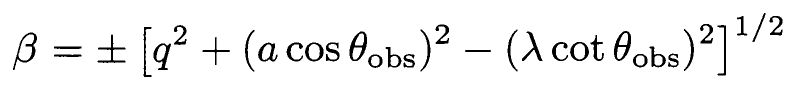 β = ± [q² + (a cos θ_obs)² − (λ cot θ_obs)²]^{1/2}